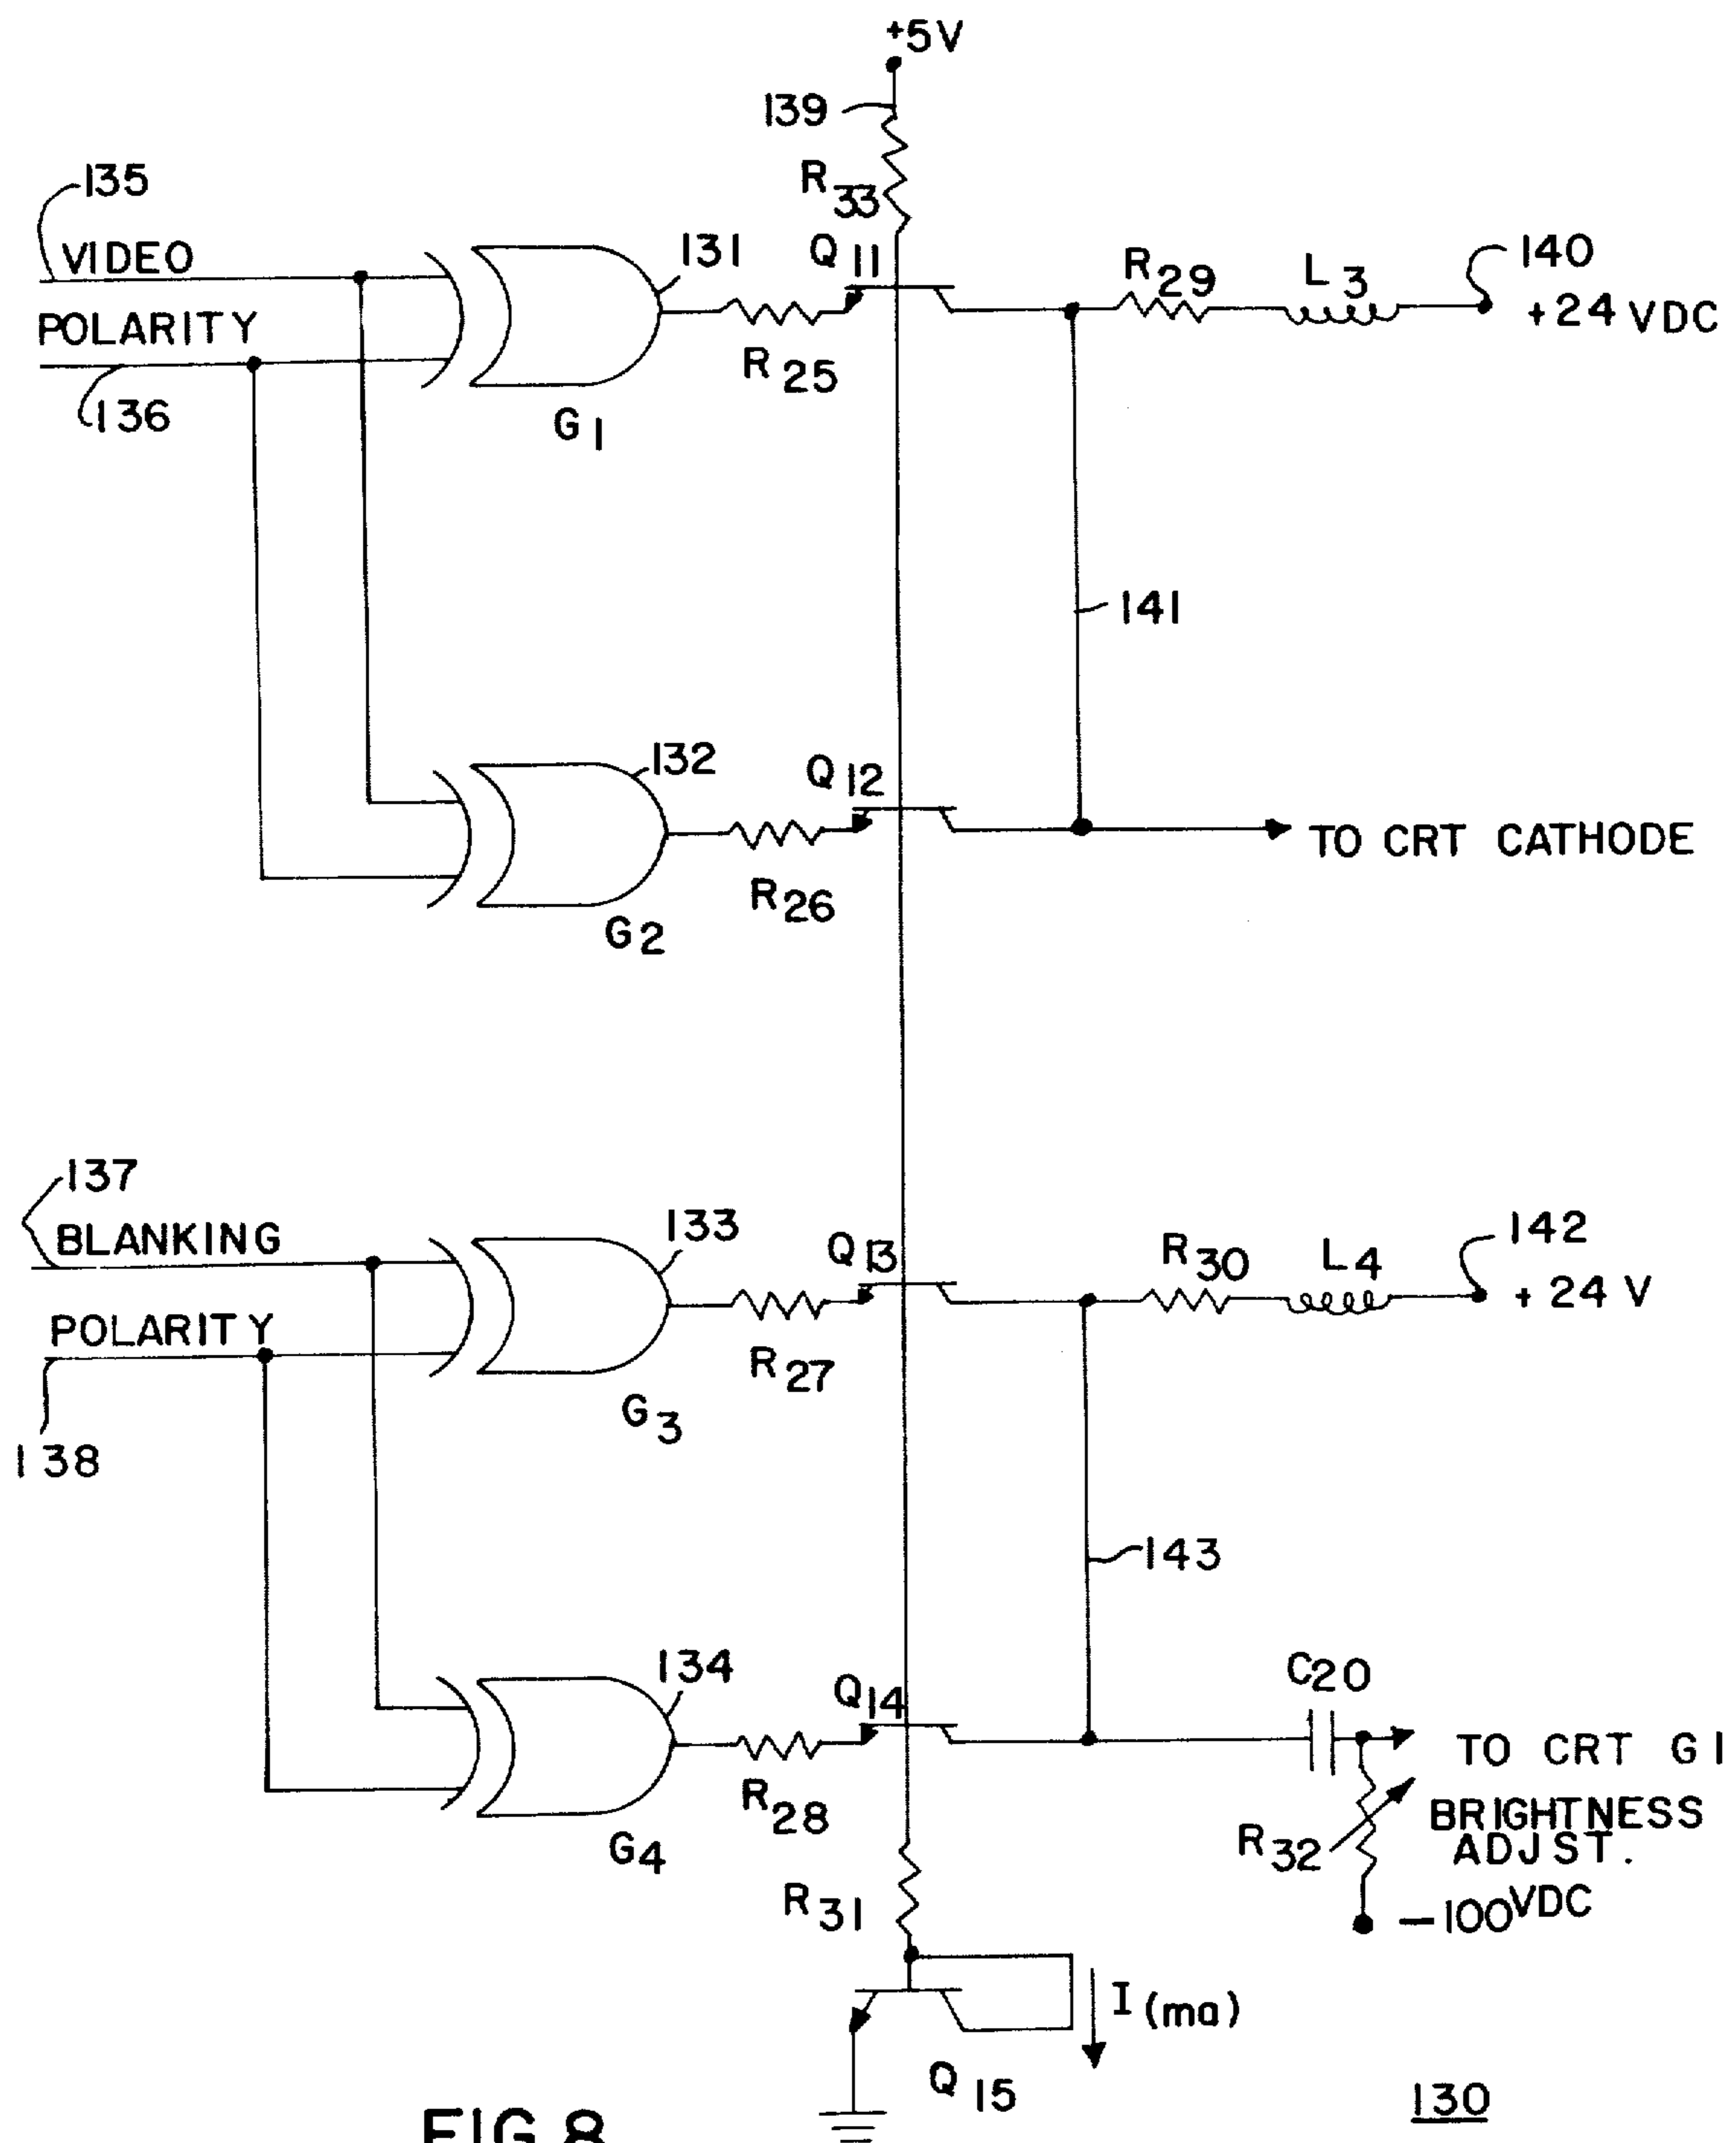 +5V
139
R33
135
VIDEO
131
Q11
R29
L3
140
+24 VDC
POLARITY
R25
136
G1
141
132
Q12
TO CRT CATHODE
R26
G2
137
BLANKING
133
Q13
R30
L4
142
+ 24 V
POLARITY
R27
G3
138
143
134
Q14
C20
TO CRT G1
R28
BRIGHTNESS
ADJST.
R32
G4
R31
-100VDC
I(ma)
Q15
130
FIG. 8